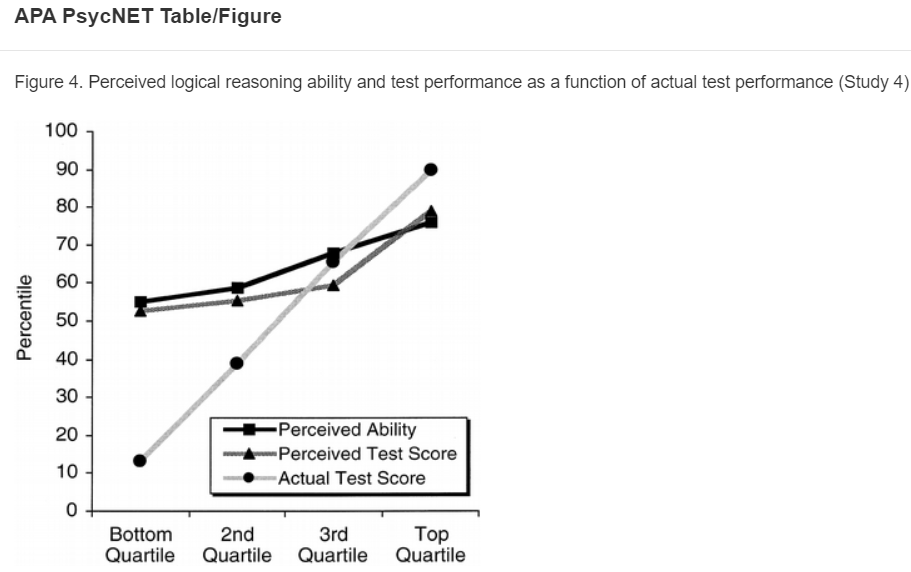 APA PsycNET Table/Figure
Figure 4. Perceived logical reasoning ability and test performance as a function of actual test performance (Study 4)
100
90
80
70
60
50
40
30
20
10
0
Percentile
Perceived Ability
Perceived Test Score
Actual Test Score
Bottom Quartile
2nd Quartile
3rd Quartile
Top Quartile